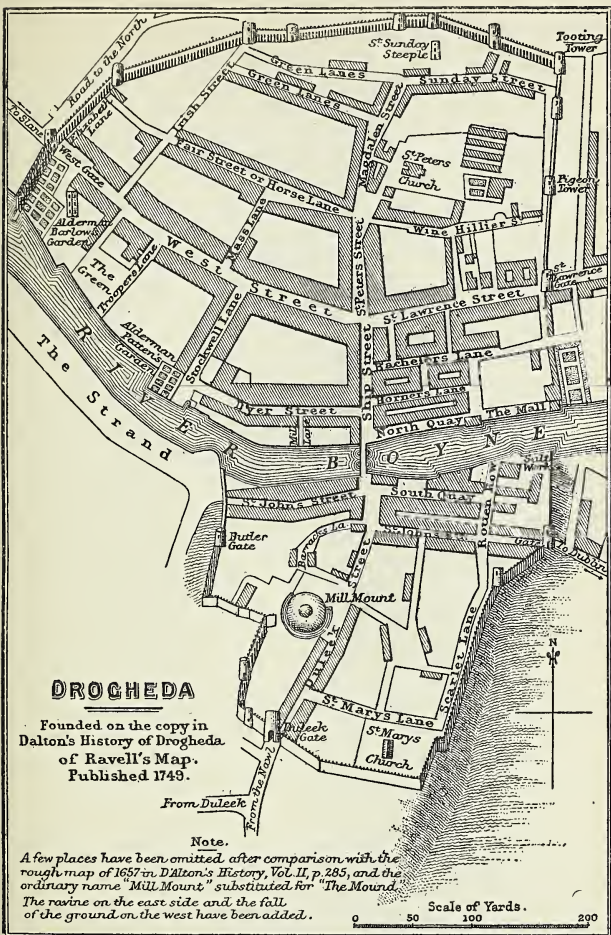 Road to the North
St Sunday
Steeple
Tooting
Tower
Green Lanes
Green Lanes
Sunday Street
To Slane
Irish Street
Magdalen Street
West Gate
Fair Street or Horse Lane
St Peters
Church
Pigeon
Tower
Alderman
Barlows
Garden
Mass Lane
Wine Hillier S.
The
Green
Troopers Lane
West Street
St Peters Street
St
Lawrence
Gate
St Lawrence Street
Alderman
Pattens
Garden
Stockwell Lane
Ship Street
Bachelers Lane
Horners Lane
Dyer Street
Mill
North Quay
The Mall
The Strand
RIVER BOYNE
Salt
Works
St John's Street
South Quay
Rouen Row
Butler
Gate
Barracks La.
St Johns
Gate
To Dublin
Mill Mount
Duleek Street
Scarlet Lane
N
St Marys Lane
Duleek
Gate
St Marys
Church
DROGHEDA
Founded on the copy in
Dalton's History of Drogheda
of Ravell's Map.
Published 1749.
From Duleek
From the Navl
Note.
A few places have been omitted after comparison with the
rough map of 1657 in D'Alton's History, Vol. II, p. 285, and the
ordinary name "Mill Mount" substituted for "The Mound
The ravine on the east side and the fall
of the ground on the west have been added.
Scale of Yards.
0 50 100 200